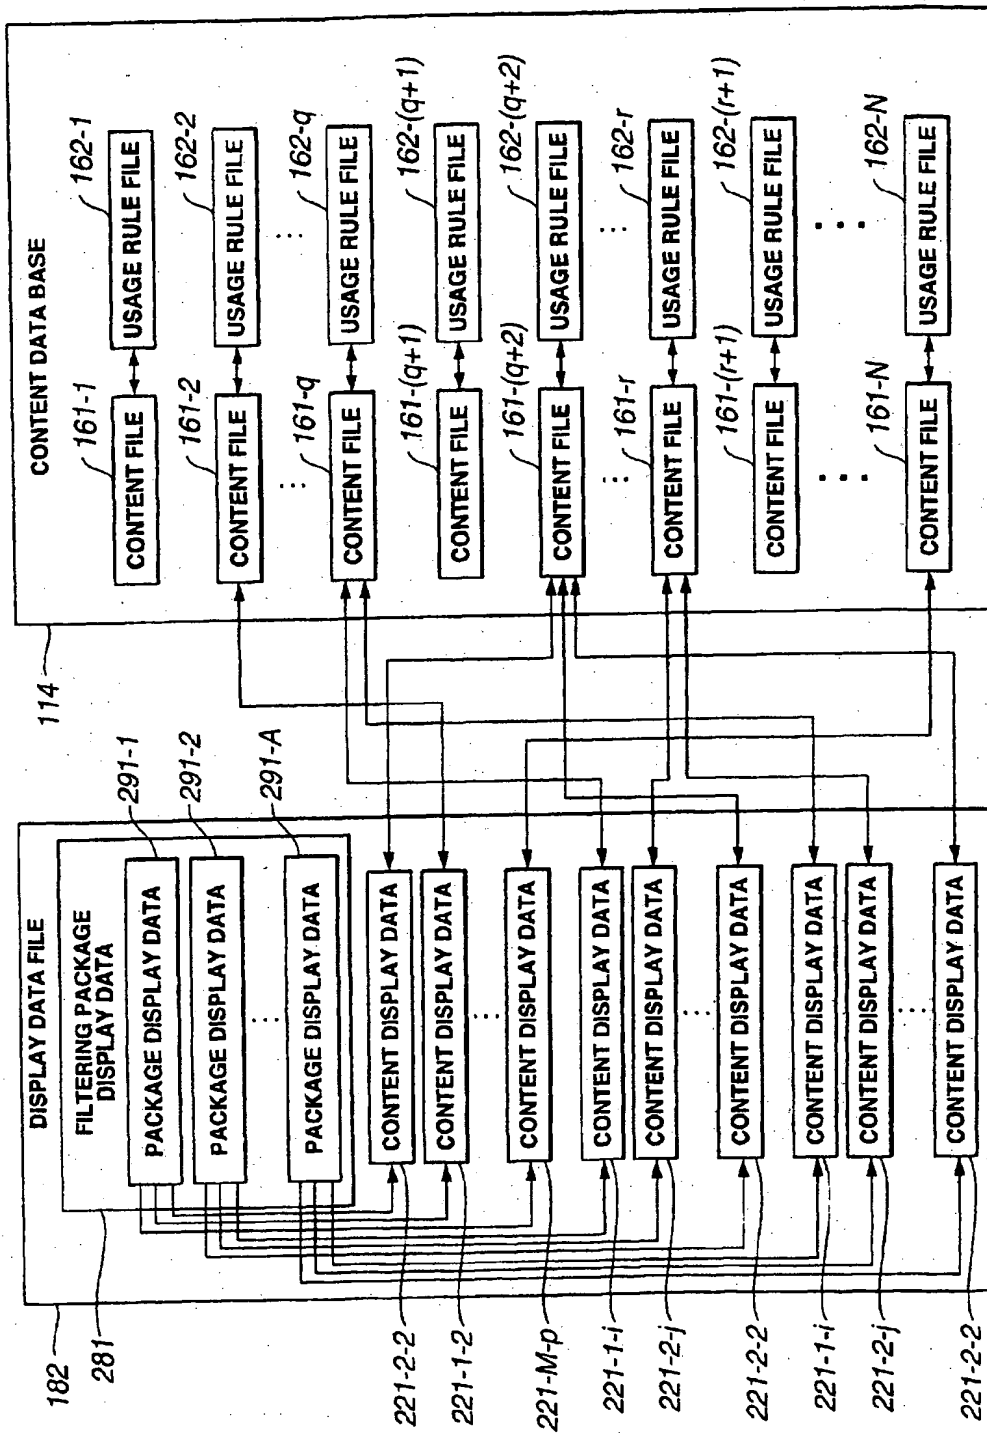 DISPLAY DATA FILE
FILTERING PACKAGE
DISPLAY DATA
PACKAGE DISPLAY DATA
PACKAGE DISPLAY DATA
...
PACKAGE DISPLAY DATA
CONTENT DISPLAY DATA
CONTENT DISPLAY DATA
...
CONTENT DISPLAY DATA
CONTENT DISPLAY DATA
CONTENT DISPLAY DATA
...
CONTENT DISPLAY DATA
CONTENT DISPLAY DATA
CONTENT DISPLAY DATA
...
CONTENT DISPLAY DATA
182
281
291-1
291-2
291-A
221-2-2
221-1-2
221-M-p
221-1-i
221-2-j
221-2-2
221-1-i
221-2-j
221-2-2
114
CONTENT DATA BASE
161-1
CONTENT FILE
162-1
USAGE RULE FILE
161-2
CONTENT FILE
162-2
USAGE RULE FILE
...
...
161-q
CONTENT FILE
162-q
USAGE RULE FILE
161-(q+1)
CONTENT FILE
162-(q+1)
USAGE RULE FILE
161-(q+2)
CONTENT FILE
162-(q+2)
USAGE RULE FILE
...
...
161-r
CONTENT FILE
162-r
USAGE RULE FILE
161-(r+1)
CONTENT FILE
162-(r+1)
USAGE RULE FILE
...
...
161-N
CONTENT FILE
162-N
USAGE RULE FILE